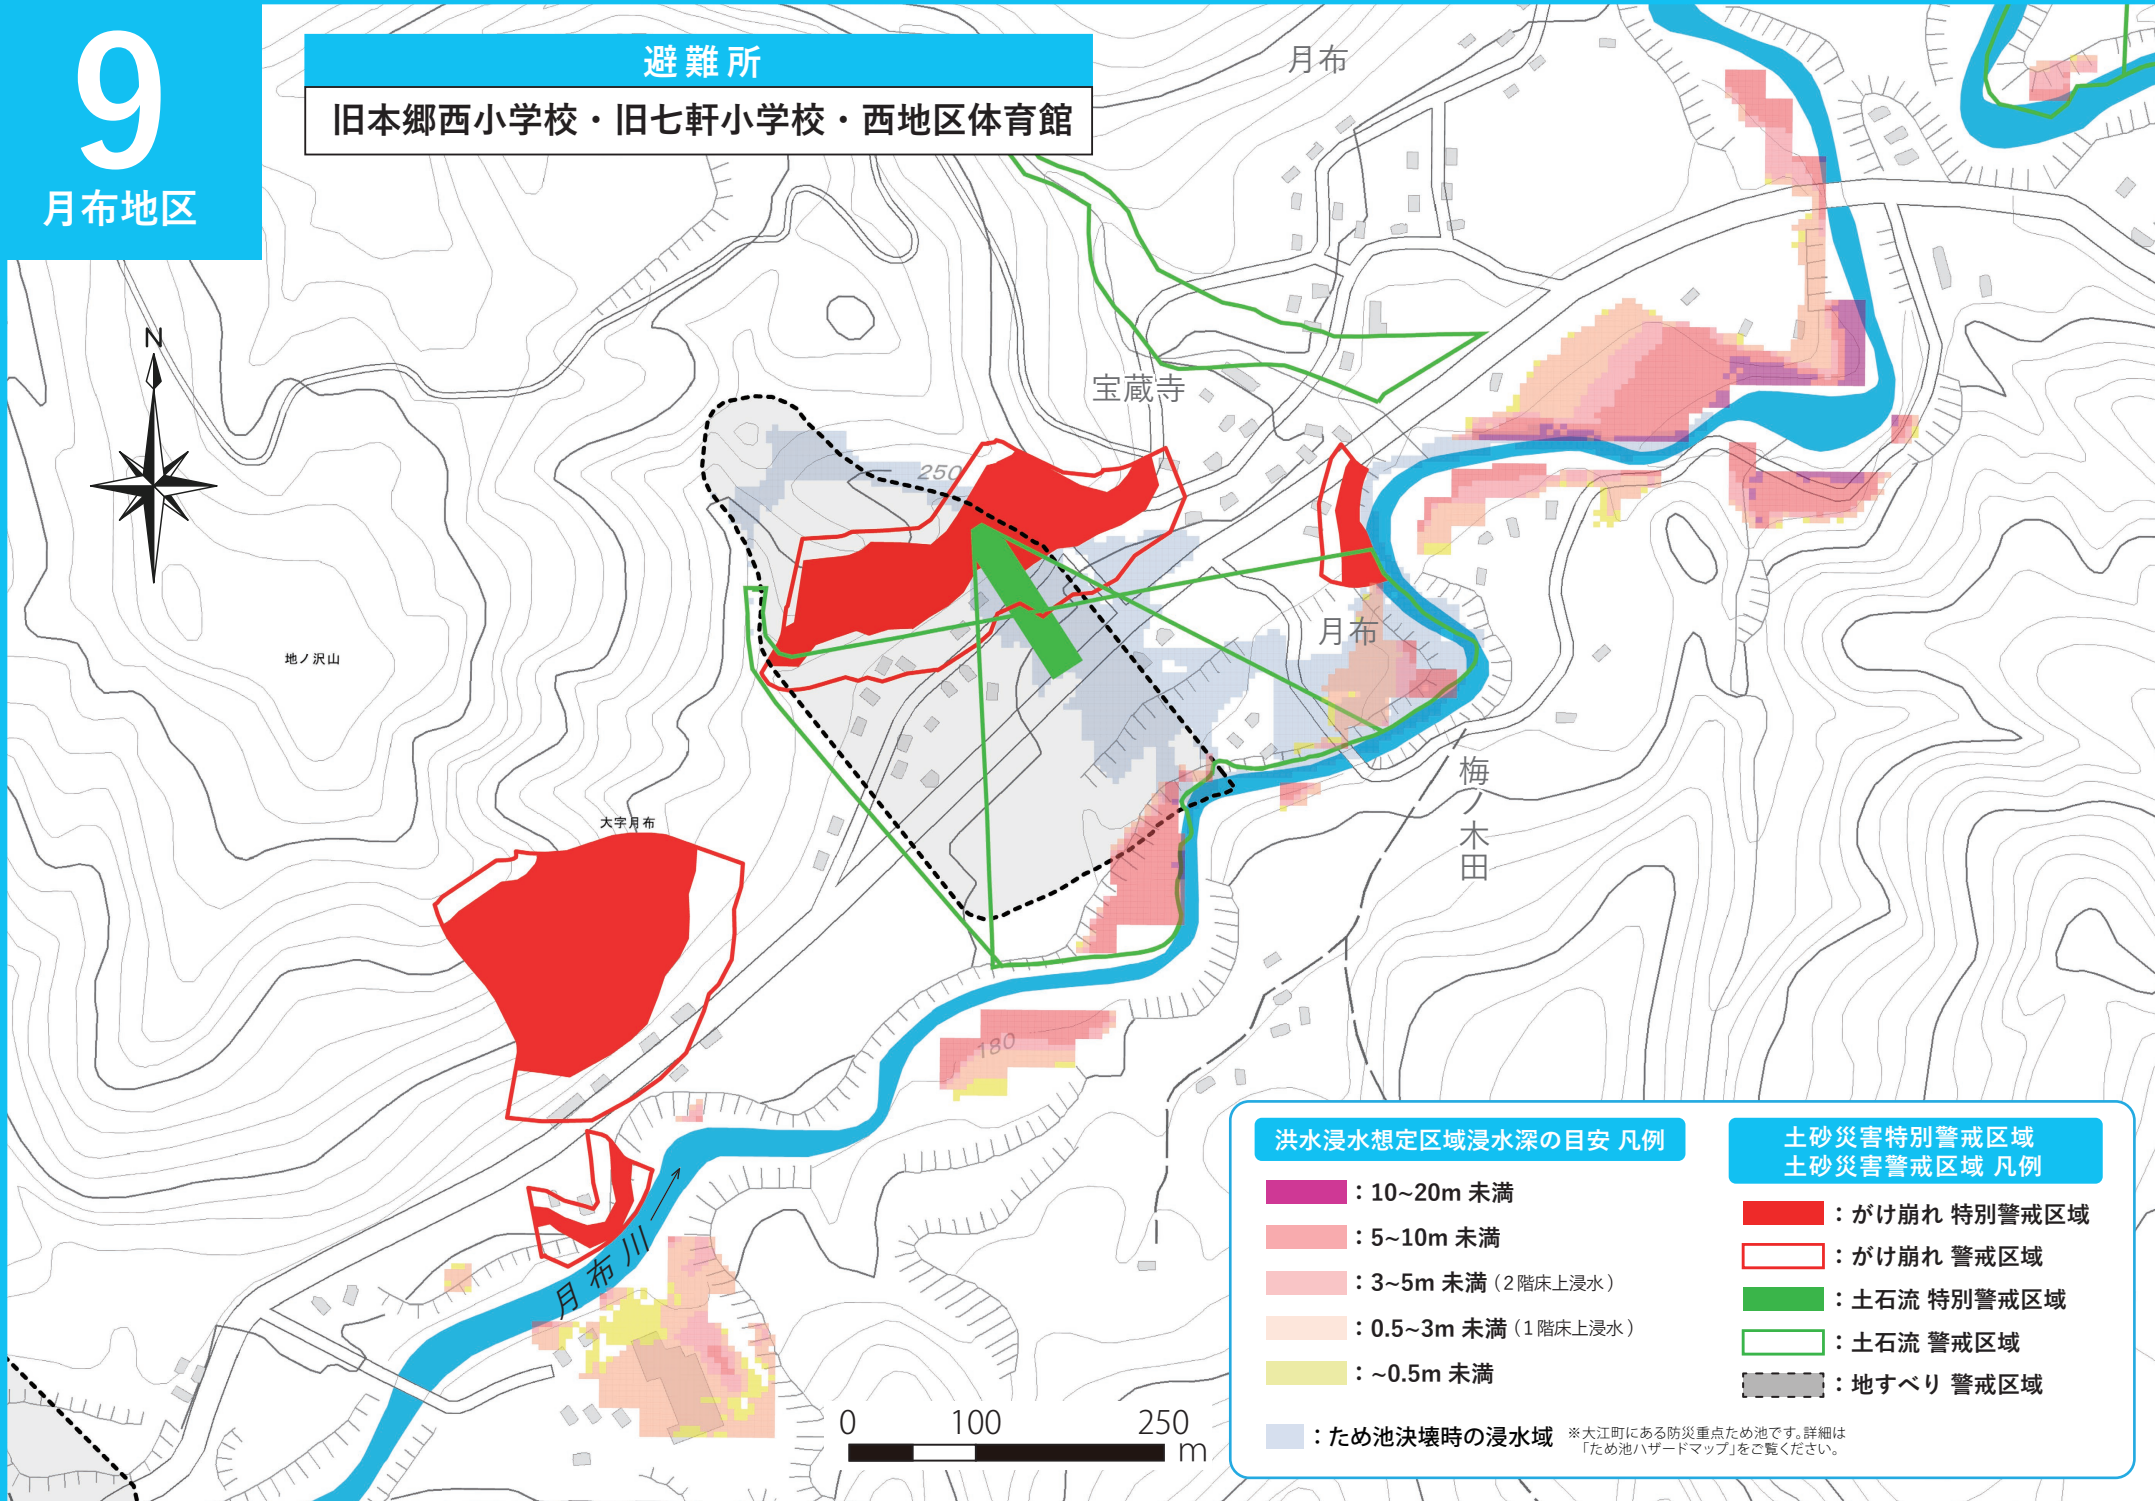 9
月布地区
避難所
旧本郷西小学校・旧七軒小学校・西地区体育館
月布
N
宝蔵寺
250
月布
地ノ沢山
梅ノ木田
大字月布
180
月布川
0 100 250
m
洪水浸水想定区域浸水深の目安 凡例
：10~20m 未満
：5~10m 未満
：3~5m 未満（2階床上浸水）
：0.5~3m 未満（1階床上浸水）
：~0.5m 未満
：ため池決壊時の浸水域
※大江町にある防災重点ため池です。詳細は
「ため池ハザードマップ」をご覧ください。
土砂災害特別警戒区域
土砂災害警戒区域 凡例
：がけ崩れ 特別警戒区域
：がけ崩れ 警戒区域
：土石流 特別警戒区域
：土石流 警戒区域
：地すべり 警戒区域